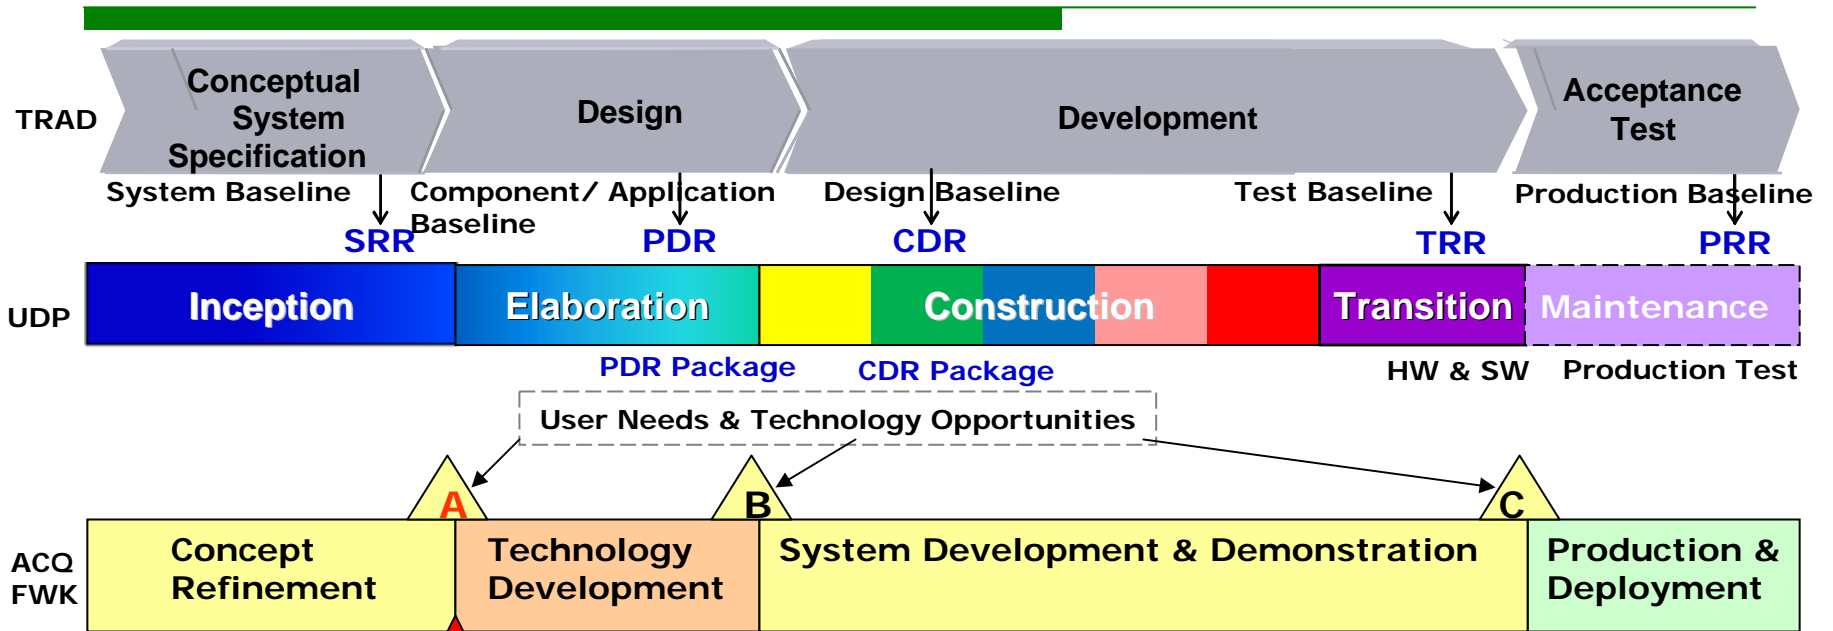 TRAD
Conceptual
System
Specification
Design
Development
Acceptance
Test
System Baseline
Component/ Application
Baseline
Design Baseline
Test Baseline
Production Baseline
SRR
PDR
CDR
TRR
PRR
UDP
Inception
Elaboration
Construction
Transition
Maintenance
PDR Package
CDR Package
HW & SW
Production Test
User Needs & Technology Opportunities
A
B
C
ACQ
FWK
Concept
Refinement
Technology
Development
System Development & Demonstration
Production &
Deployment